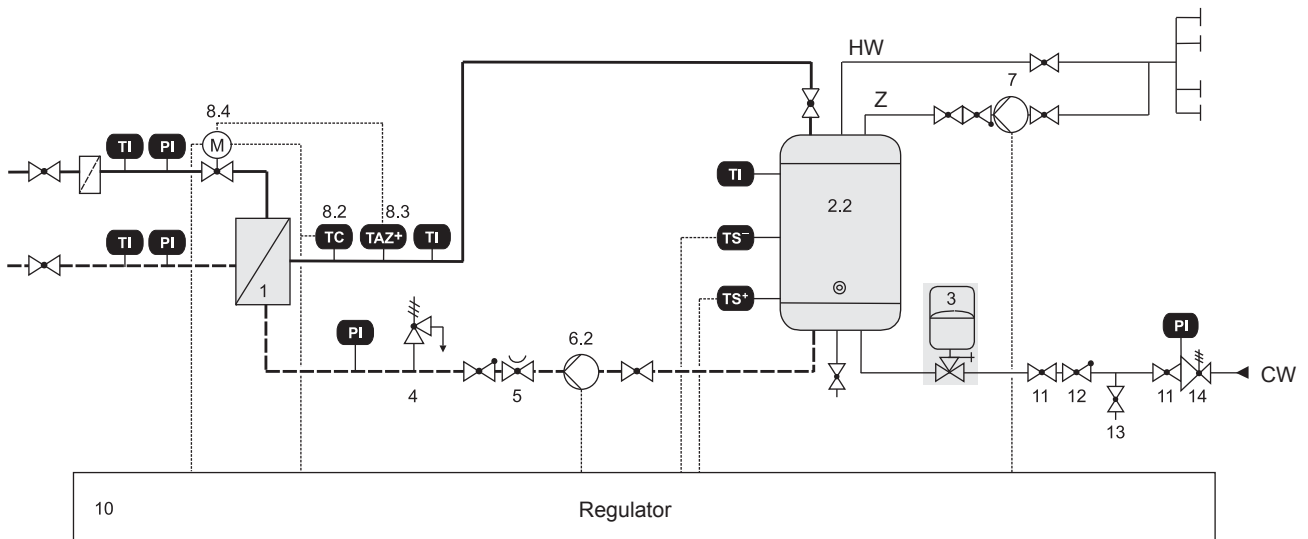 HW
7
8.4
Z
TI
PI
M
TI
2.2
8.2
8.3
TI
PI
TC
TAZ+
TI
TS⁻
1
TS⁺
3
PI
PI
6.2
CW
4
5
11
12
11
14
13
10
Regulator